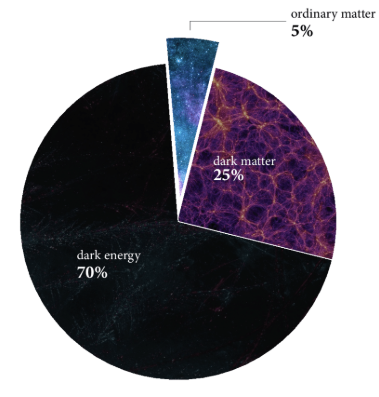 ordinary matter
5%
dark matter
25%
dark energy
70%